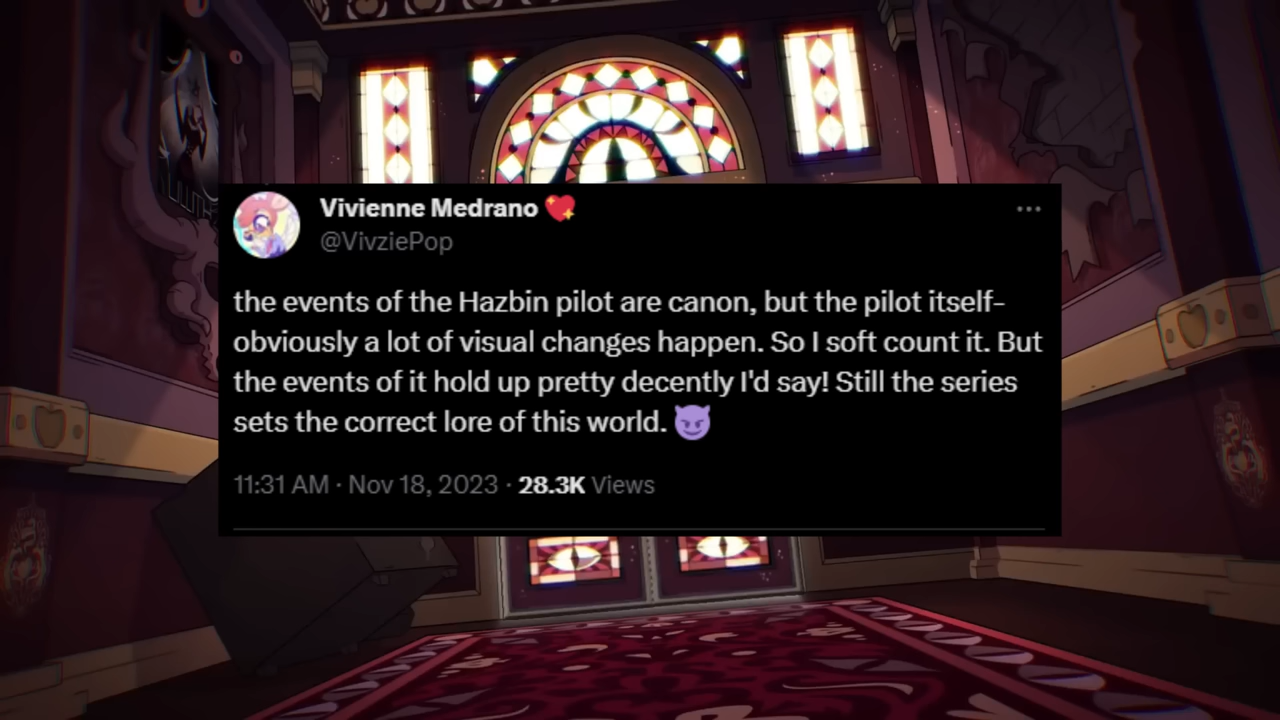 Vivienne Medrano 💖
@VivziePop
the events of the Hazbin pilot are canon, but the pilot itself-
obviously a lot of visual changes happen. So I soft count it. But
the events of it hold up pretty decently I'd say! Still the series
sets the correct lore of this world. 😈
11:31 AM · Nov 18, 2023 · 28.3K Views